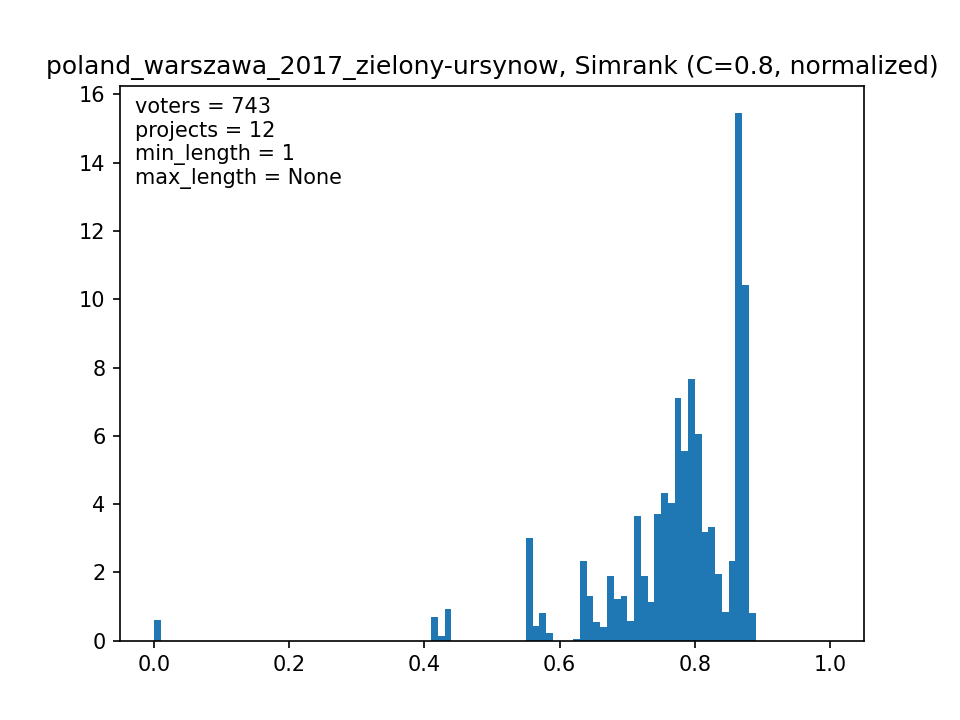 poland_warszawa_2017_zielony-ursynow, Simrank (C=0.8, normalized)
voters = 743
projects = 12
min_length = 1
max_length = None
16
14
12
10
8
6
4
2
0
0.0 0.2 0.4 0.6 0.8 1.0